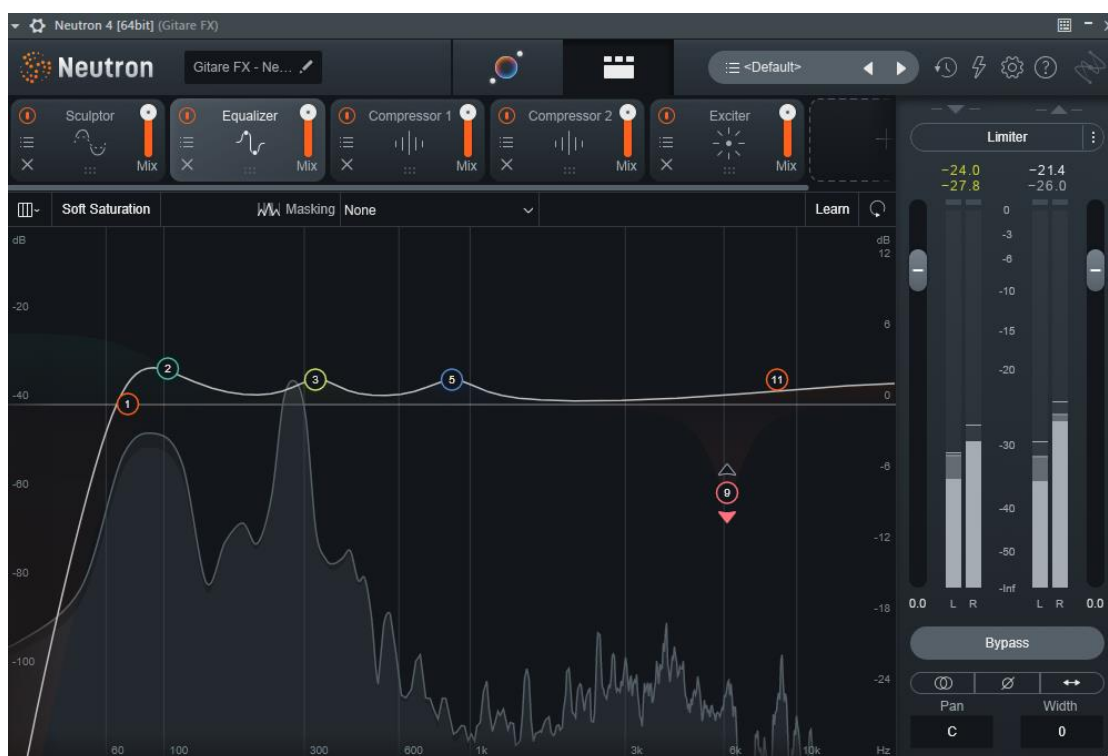 Neutron 4 [64bit] (Gitare FX)
Neutron
Gitare FX - Ne...
<Default>
Sculptor
Mix
Equalizer
Mix
Compressor 1
Mix
Compressor 2
Mix
Exciter
Mix
Limiter
-24.0
-27.8
-21.4
-26.0
Soft Saturation
Masking None
Learn
dB
-20
-40
-60
-80
-100
dB
12
6
0
-6
-12
-18
-24
1
2
3
5
11
9
60 100 300 600 1k 3k 6k 10k Hz
0
-3
-6
-10
-15
-20
-30
-40
-50
-Inf
0.0 L R L R 0.0
Bypass
Pan Width
C 0